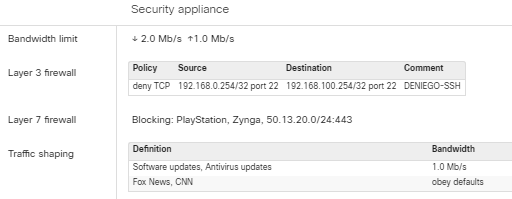 Security appliance
Bandwidth limit ↓ 2.0 Mb/s ↑1.0 Mb/s
Layer 3 firewall
Policy Source Destination Comment
deny TCP 192.168.0.254/32 port 22 192.168.100.254/32 port 22 DENIEGO-SSH
Layer 7 firewall Blocking: PlayStation, Zynga, 50.13.20.0/24:443
Traffic shaping
Definition Bandwidth
Software updates, Antivirus updates 1.0 Mb/s
Fox News, CNN obey defaults